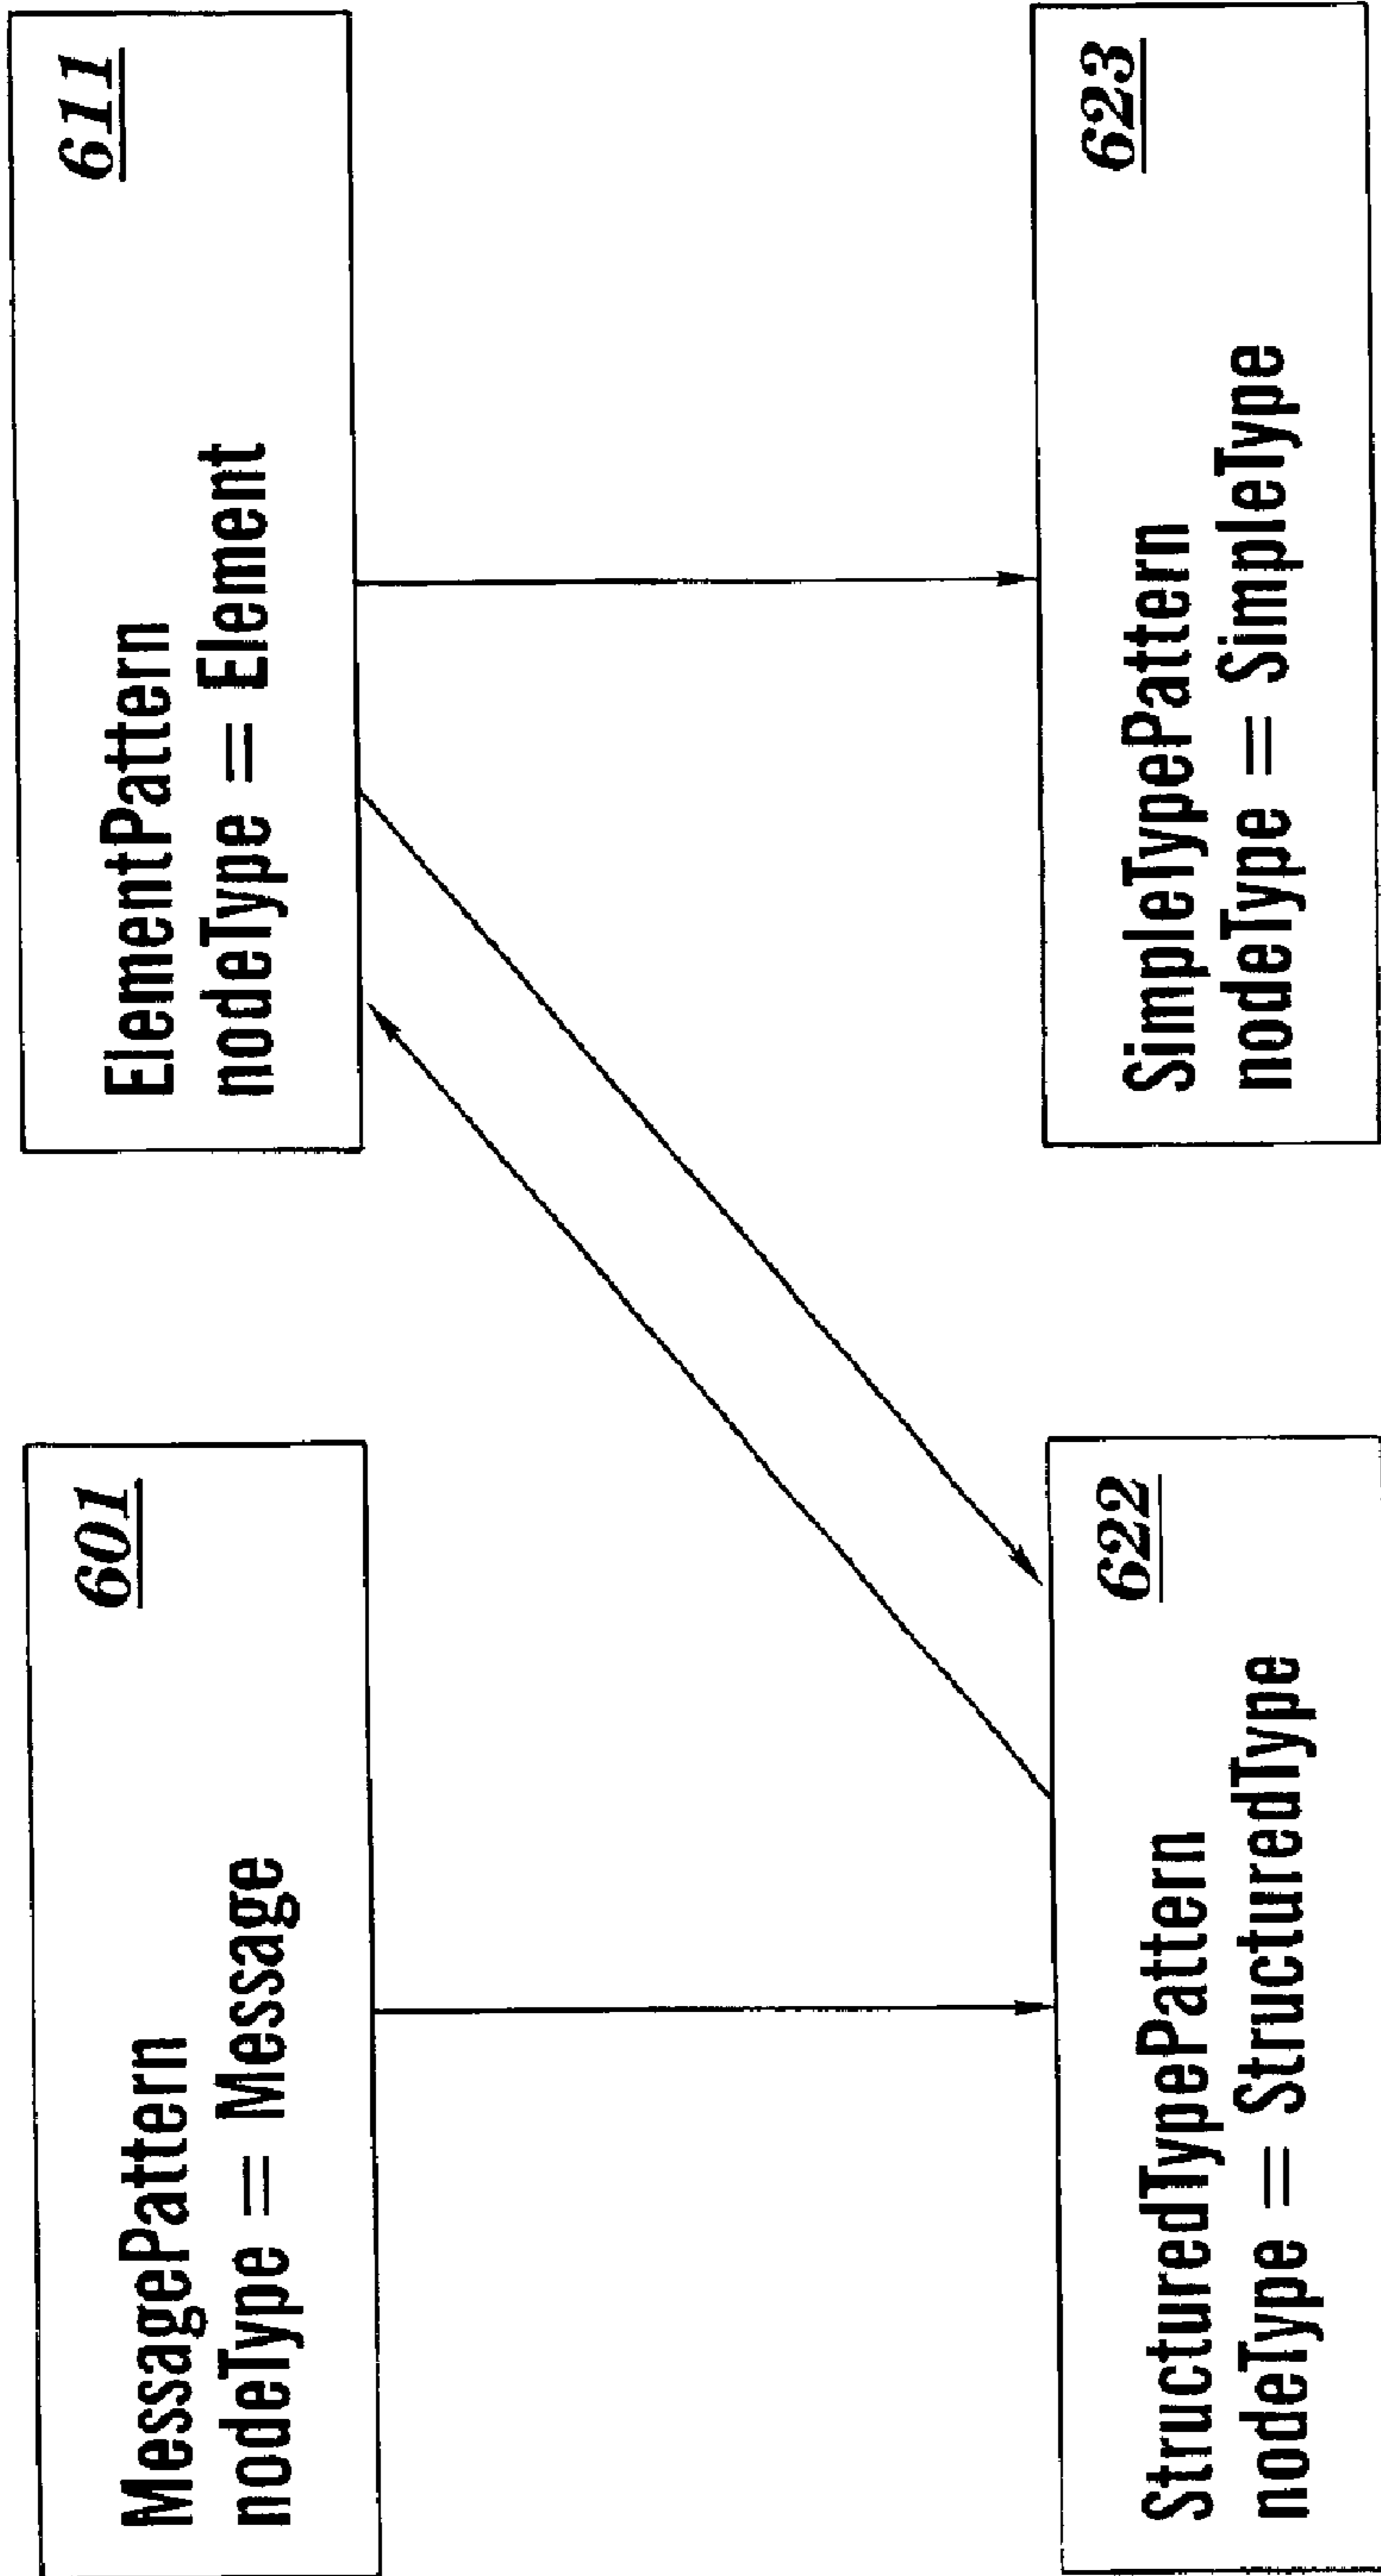 MessagePattern
nodeType = Message
601
ElementPattern
nodeType = Element
611
StructuredTypePattern
nodeType = StructuredType
622
SimpleTypePattern
nodeType = SimpleType
623